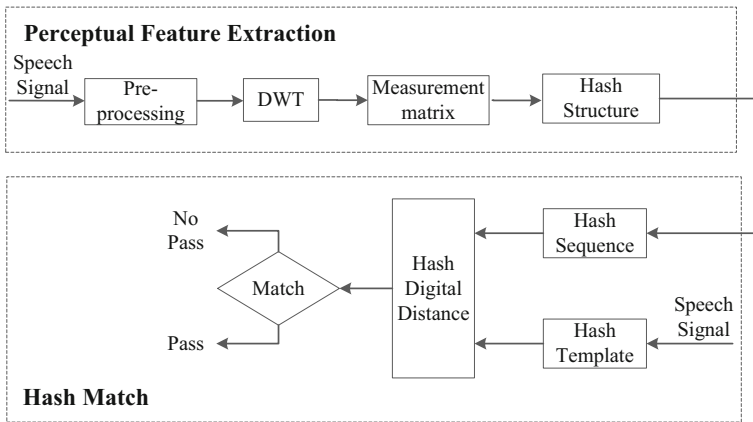 Perceptual Feature Extraction
Speech
Signal
Pre-
processing
DWT
Measurement
matrix
Hash
Structure
No
Pass
Match
Pass
Hash
Digital
Distance
Hash
Sequence
Hash
Template
Speech
Signal
Hash Match